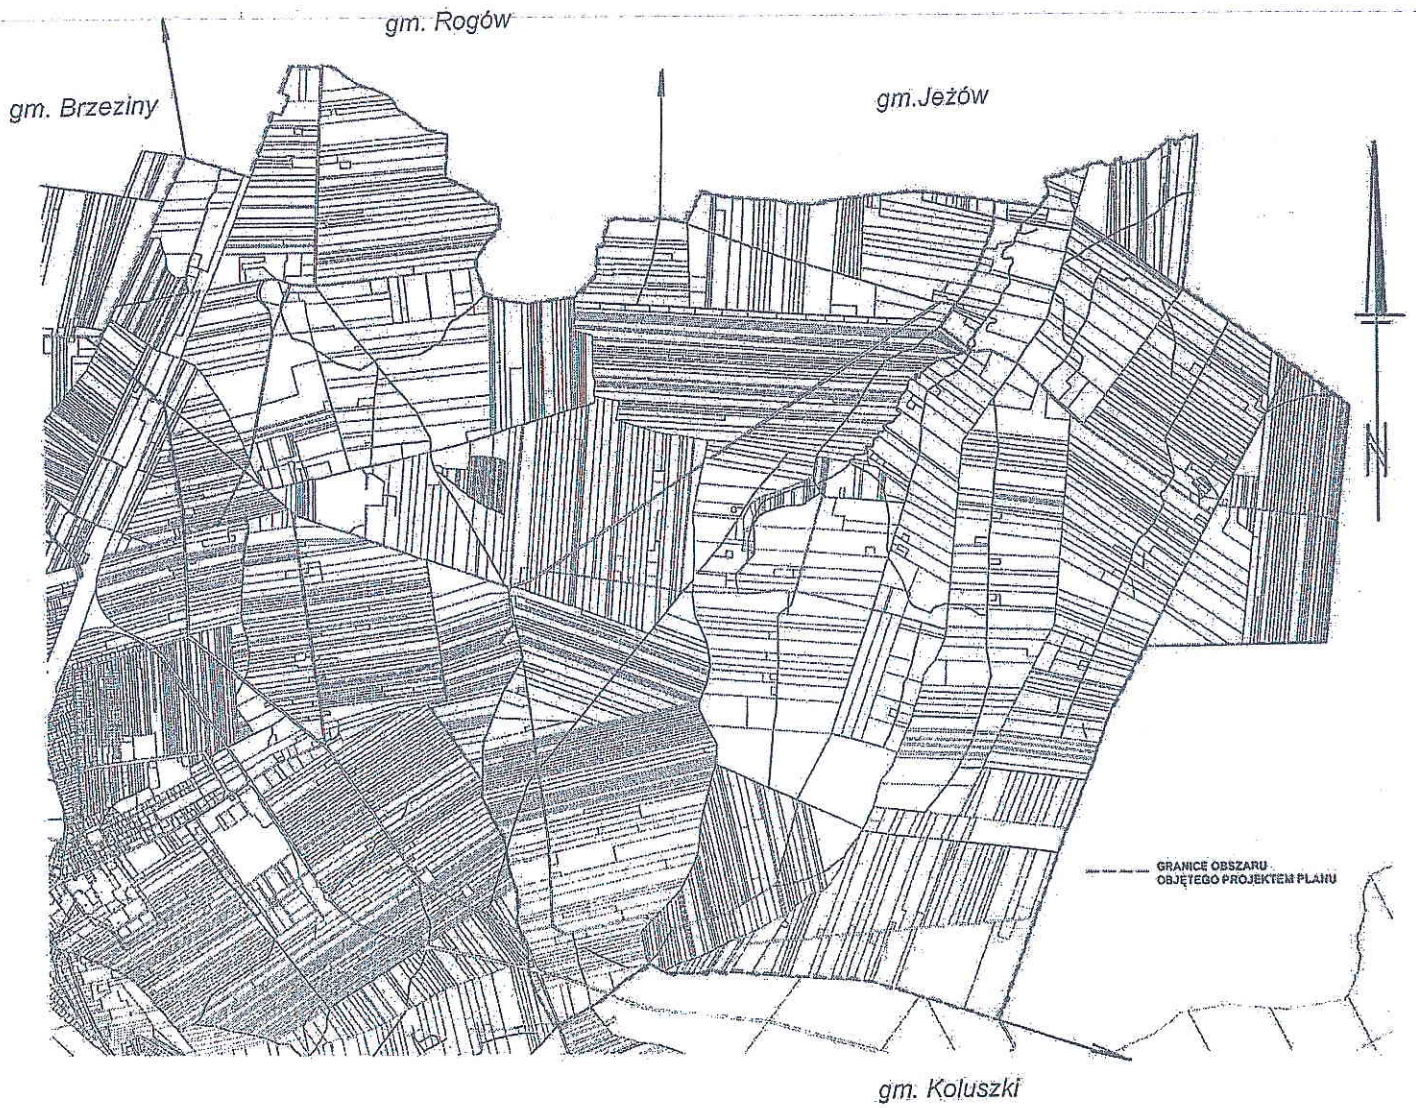 gm. Rogów
gm. Brzeziny
gm.Jeżów
N
GRANICE OBSZARU
OBJĘTEGO PROJEKTEM PLANU
gm. Koluszki